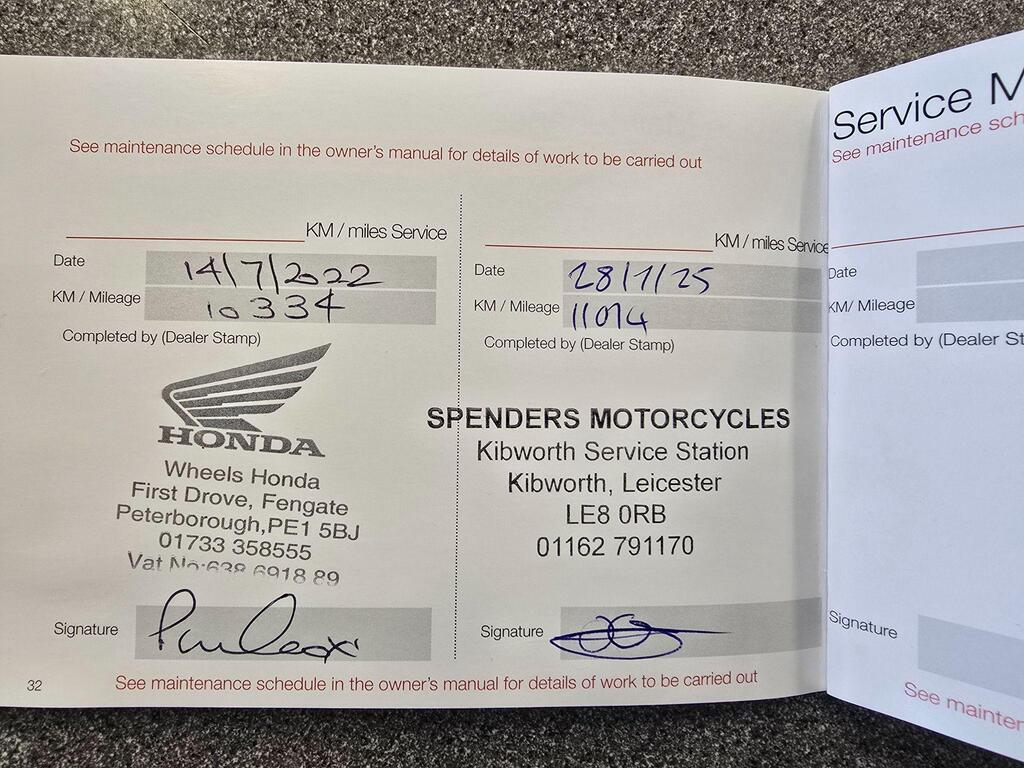 See maintenance schedule in the owner's manual for details of work to be carried out
KM / miles Service
Date 14/7/2022
KM / Mileage 10334
Completed by (Dealer Stamp)
HONDA
Wheels Honda
First Drove, Fengate
Peterborough,PE1 5BJ
01733 358555
Vat No:638 6918 89
Signature
32
KM / miles Service
Date 28/1/25
KM / Mileage 11074
Completed by (Dealer Stamp)
SPENDERS MOTORCYCLES
Kibworth Service Station
Kibworth, Leicester
LE8 0RB
01162 791170
Signature
See maintenance schedule in the owner's manual for details of work to be carried out
Service M
See maintenance sch
Date
KM/ Mileage
Completed by (Dealer St
Signature
See mainten